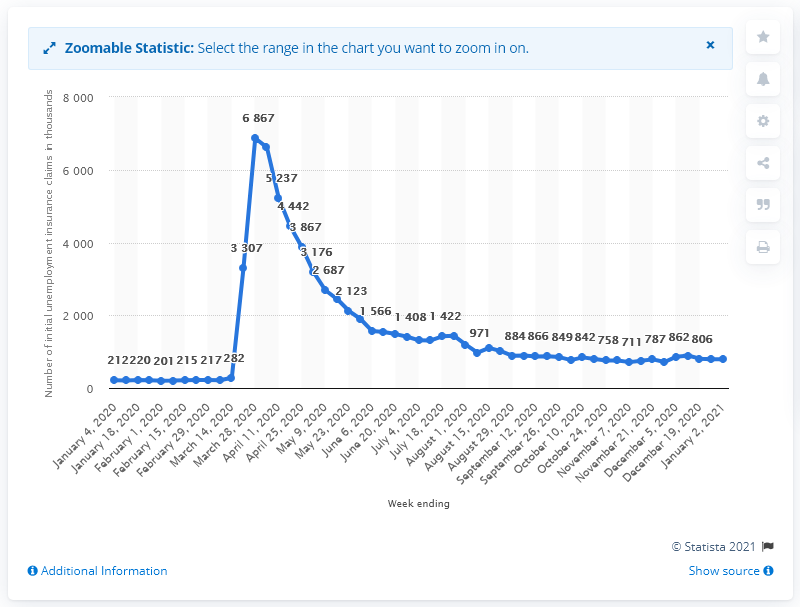 Zoomable Statistic: Select the range in the chart you want to zoom in on.
Number of initial unemployment insurance claims in thousands
8 000
6 000
4 000
2 000
0
212 220 201 215 217 282 3 307 6 867 5 237 4 442 3 867 3 176 2 687 2 123 1 566 1 408 1 422 971 884 866 849 842 758 711 787 862 806
January 4, 2020
January 18, 2020
February 1, 2020
February 15, 2020
February 29, 2020
March 14, 2020
March 28, 2020
April 11, 2020
April 25, 2020
May 9, 2020
May 23, 2020
June 6, 2020
June 20, 2020
July 4, 2020
July 18, 2020
August 1, 2020
August 15, 2020
August 29, 2020
September 12, 2020
September 26, 2020
October 10, 2020
October 24, 2020
November 7, 2020
November 21, 2020
December 5, 2020
December 19, 2020
January 2, 2021
Week ending
© Statista 2021
Additional Information
Show source